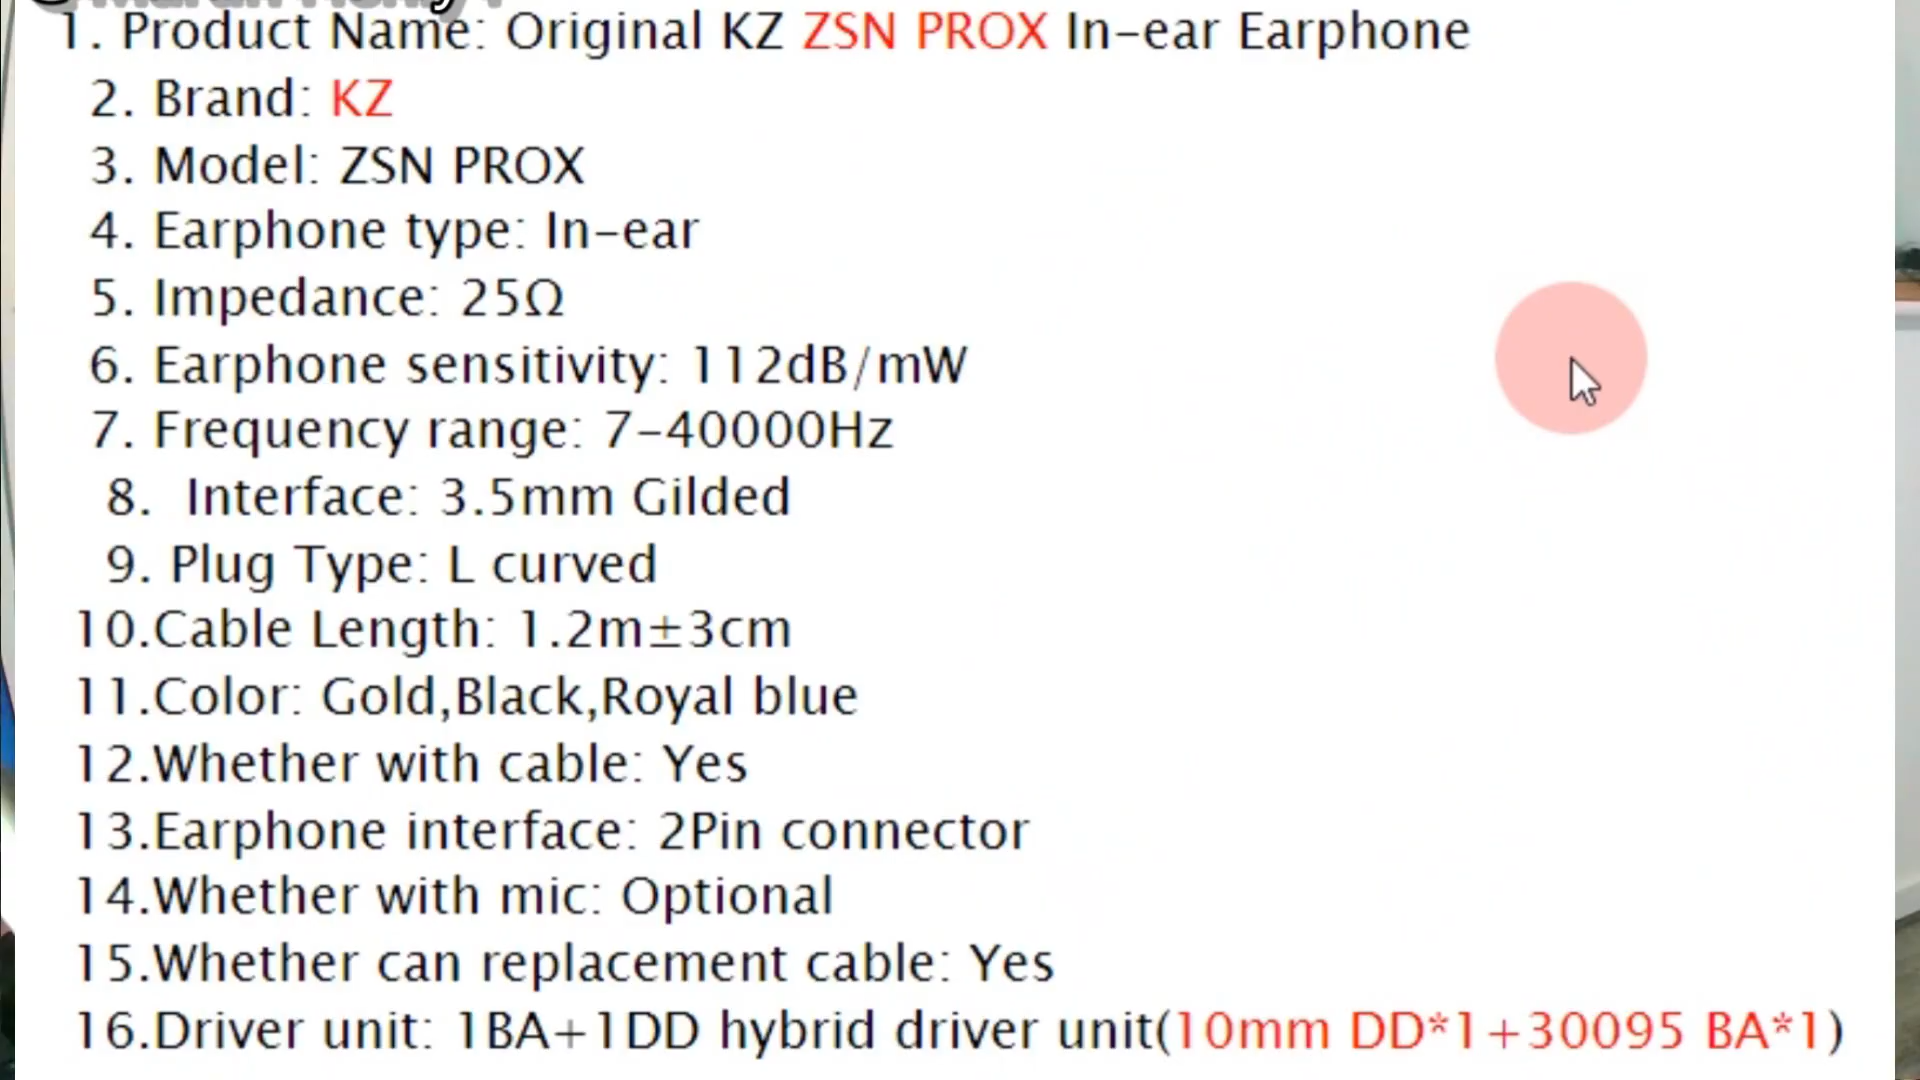 1. Product Name: Original KZ ZSN PROX In-ear Earphone
2. Brand: KZ
3. Model: ZSN PROX
4. Earphone type: In-ear
5. Impedance: 25Ω
6. Earphone sensitivity: 112dB/mW
7. Frequency range: 7-40000Hz
8. Interface: 3.5mm Gilded
9. Plug Type: L curved
10.Cable Length: 1.2m±3cm
11.Color: Gold,Black,Royal blue
12.Whether with cable: Yes
13.Earphone interface: 2Pin connector
14.Whether with mic: Optional
15.Whether can replacement cable: Yes
16.Driver unit: 1BA+1DD hybrid driver unit(10mm DD*1+30095 BA*1)